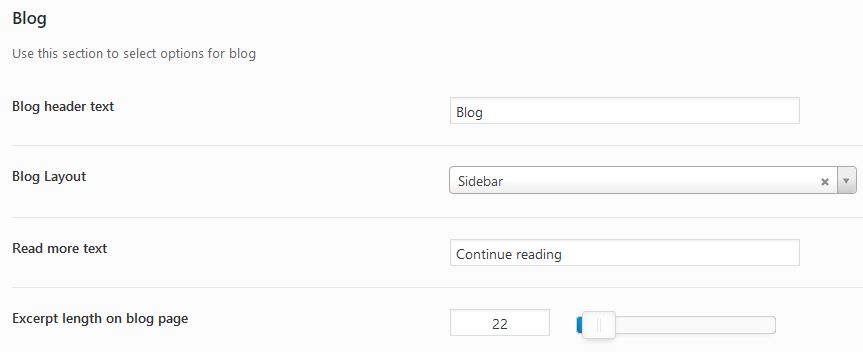 Blog
Use this section to select options for blog
Blog header text
Blog
Blog Layout
Sidebar
Read more text
Continue reading
Excerpt length on blog page
22